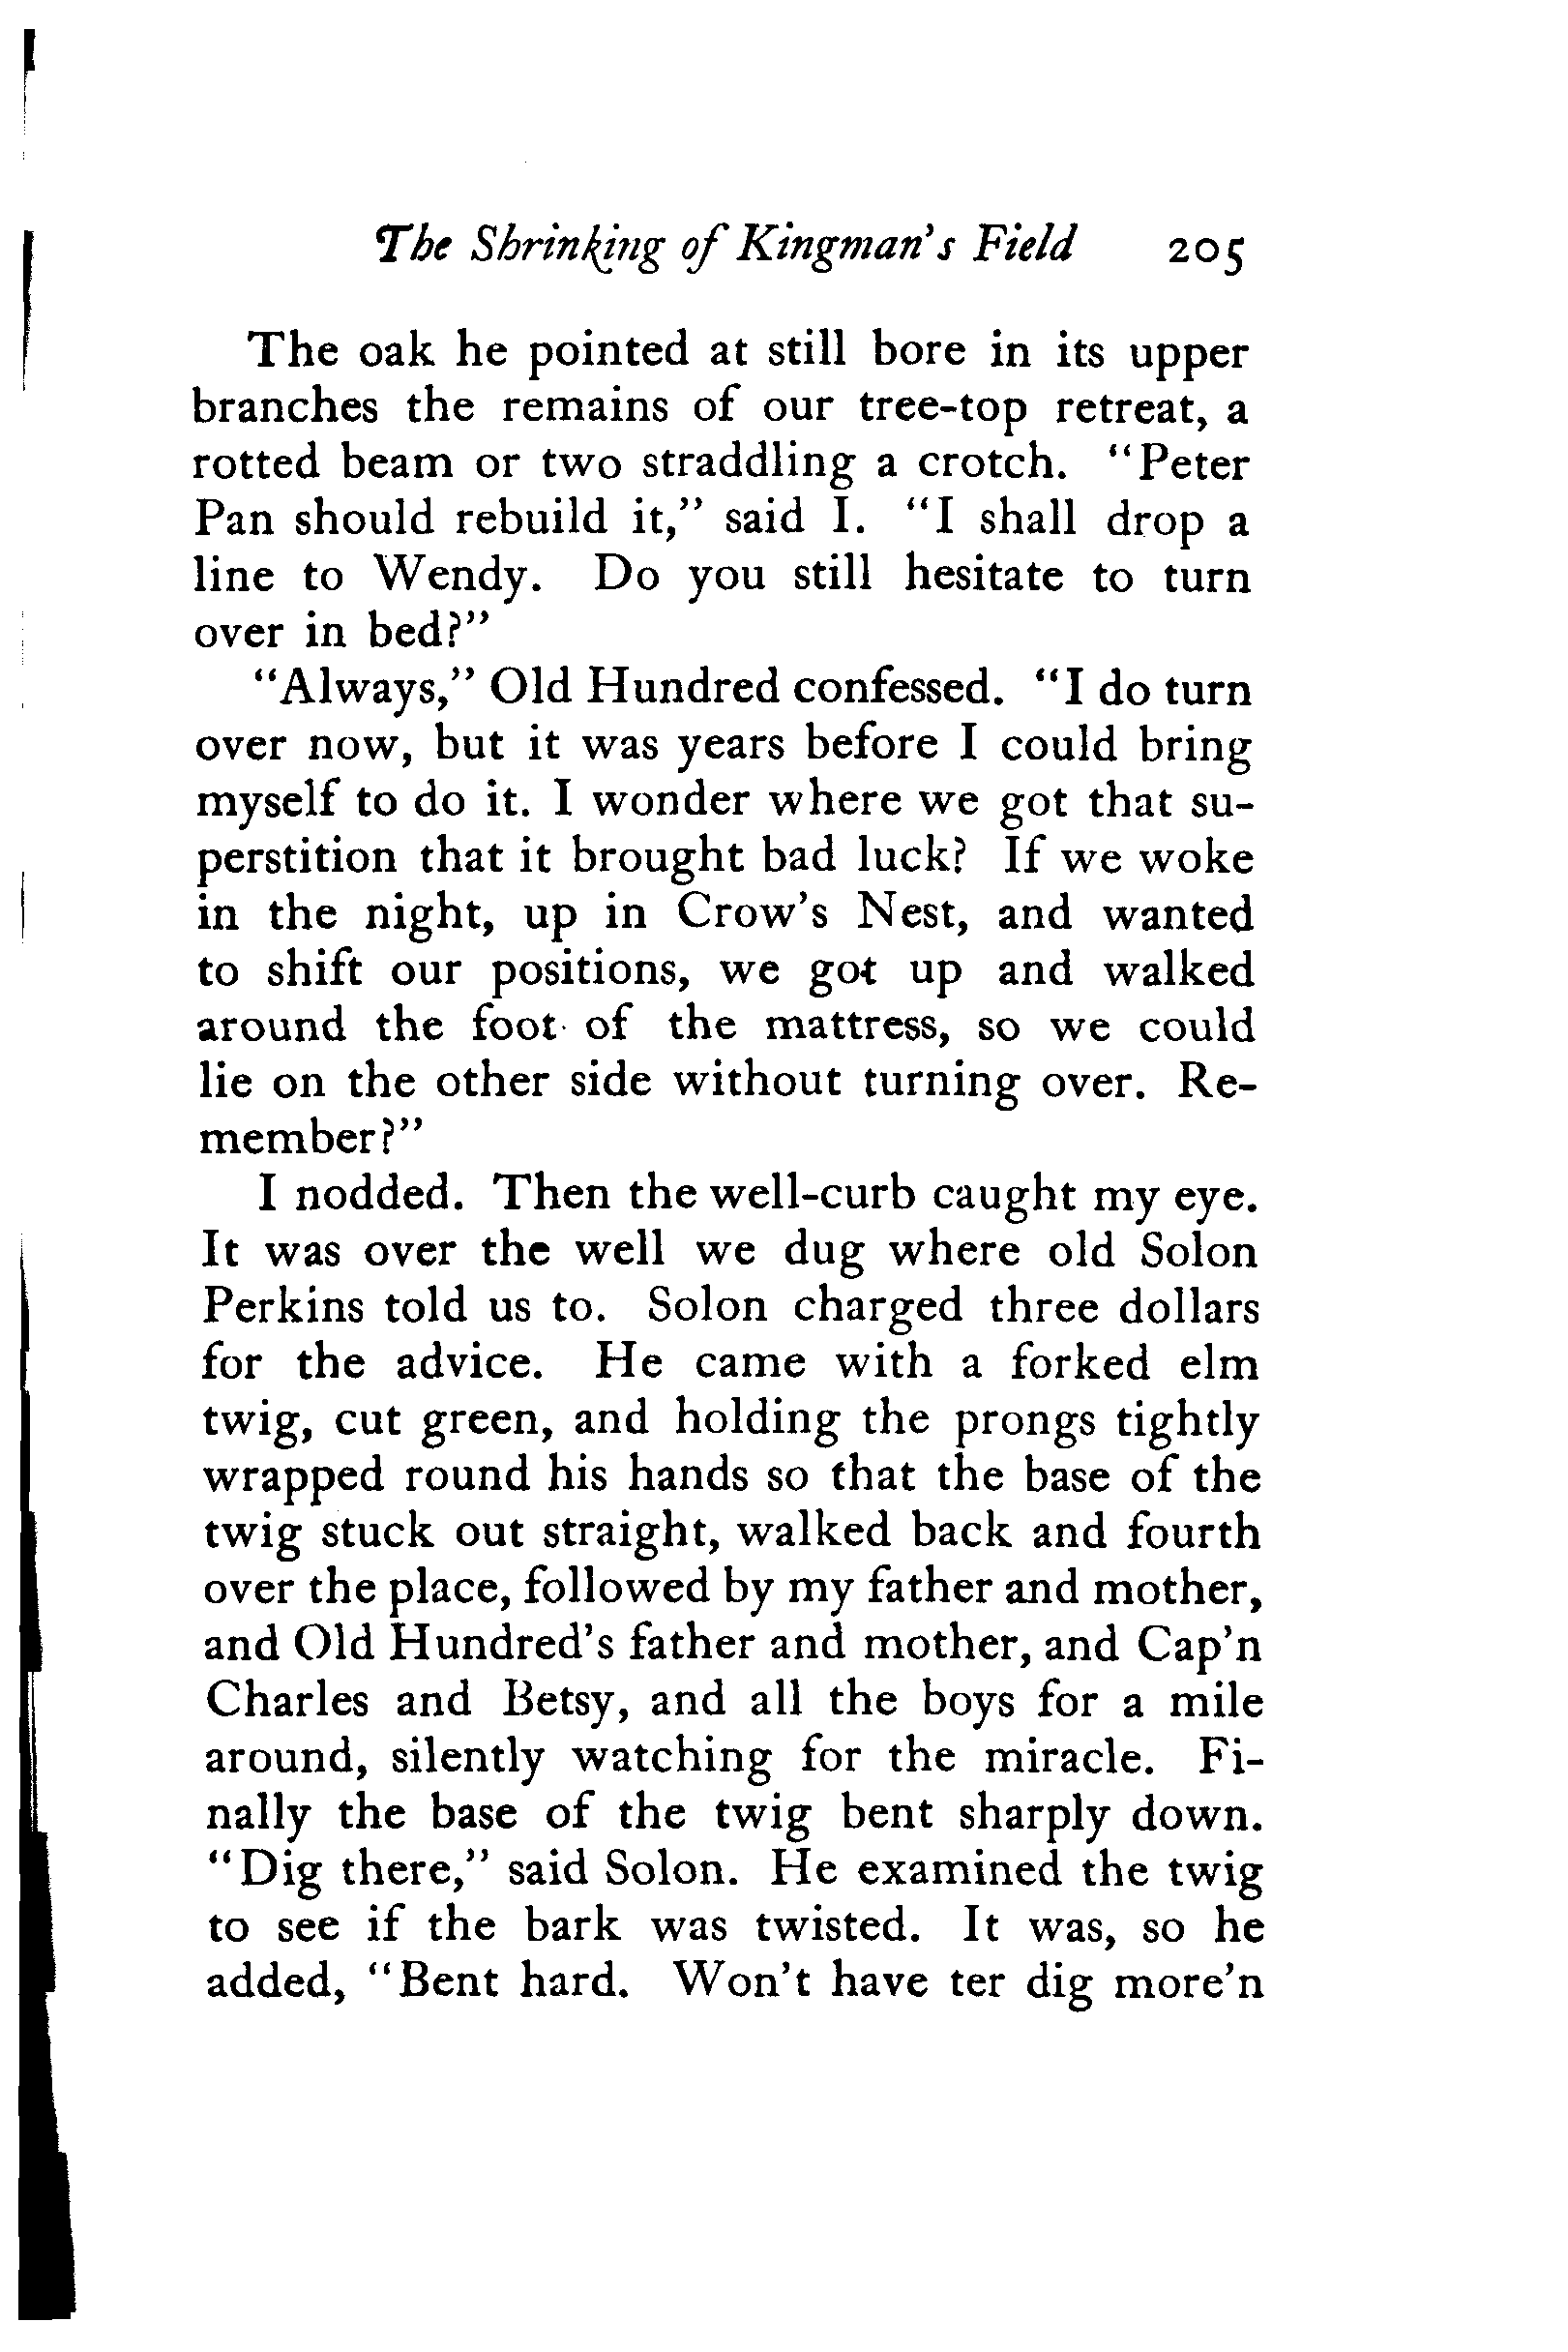 The Shrinking of Kingman's Field 205
The oak he pointed at still bore in its upper
branches the remains of our tree-top retreat, a
rotted beam or two straddling a crotch. "Peter
Pan should rebuild it," said I. "I shall drop a
line to Wendy. Do you still hesitate to turn
over in bed?"
"Always," Old Hundred confessed. "I do turn
over now, but it was years before I could bring
myself to do it. I wonder where we got that su-
perstition that it brought bad luck? If we woke
in the night, up in Crow's Nest, and wanted
to shift our positions, we got up and walked
around the foot of the mattress, so we could
lie on the other side without turning over. Re-
member?"
I nodded. Then the well-curb caught my eye.
It was over the well we dug where old Solon
Perkins told us to. Solon charged three dollars
for the advice. He came with a forked elm
twig, cut green, and holding the prongs tightly
wrapped round his hands so that the base of the
twig stuck out straight, walked back and fourth
over the place, followed by my father and mother,
and Old Hundred's father and mother, and Cap'n
Charles and Betsy, and all the boys for a mile
around, silently watching for the miracle. Fi-
nally the base of the twig bent sharply down.
"Dig there," said Solon. He examined the twig
to see if the bark was twisted. It was, so he
added, "Bent hard. Won't have ter dig more'n